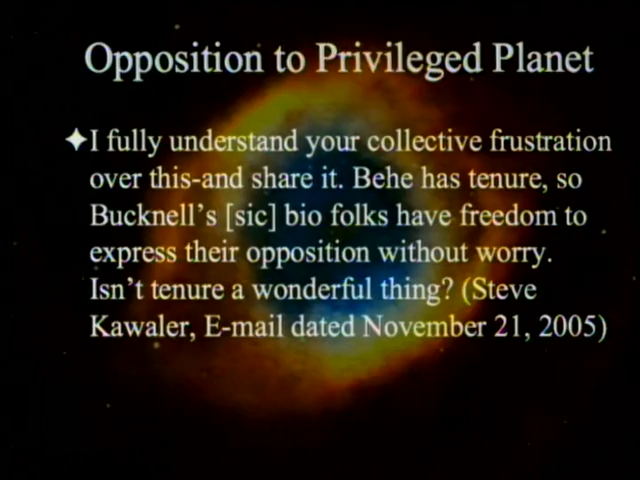 Opposition to Privileged Planet
✦I fully understand your collective frustration
over this-and share it. Behe has tenure, so
Bucknell's [sic] bio folks have freedom to
express their opposition without worry.
Isn't tenure a wonderful thing? (Steve
Kawaler, E-mail dated November 21, 2005)